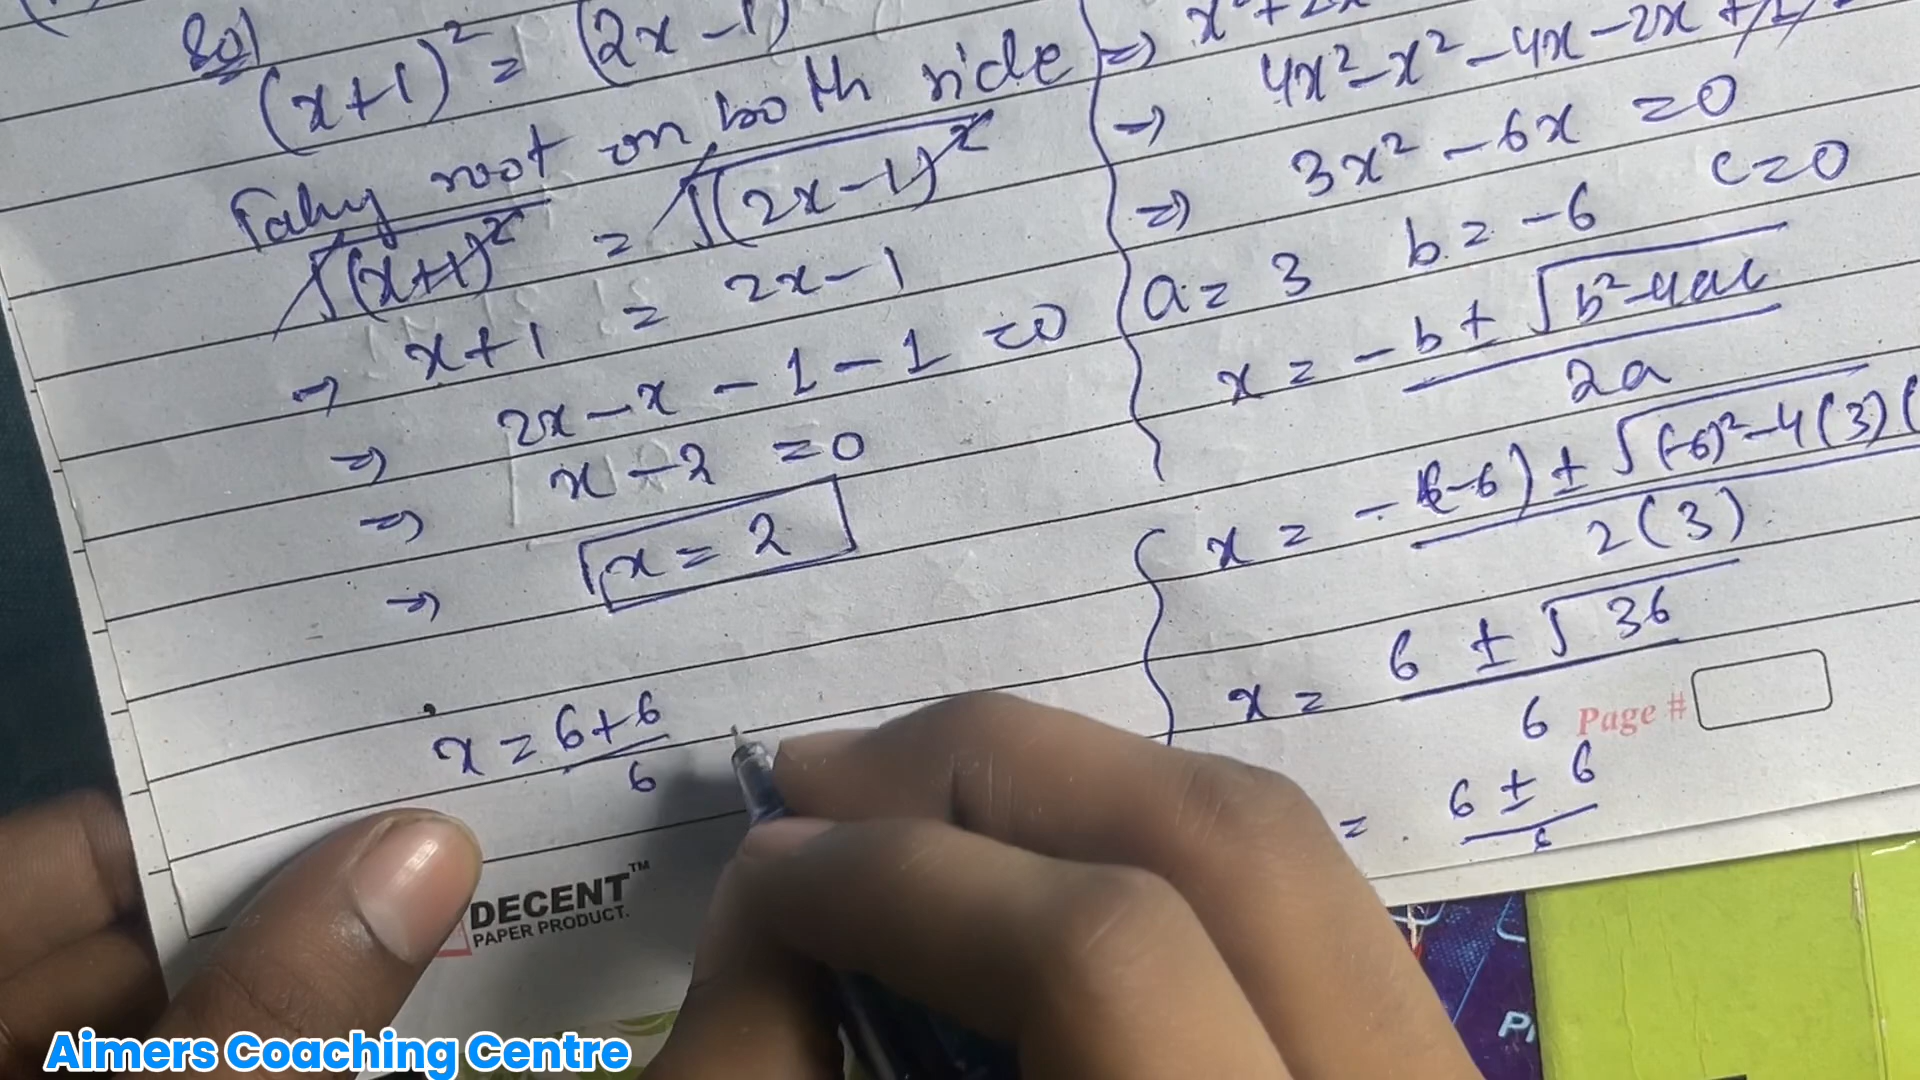 Sol
(x+1)² = (2x-1)
Taking root on both side
√(x+1)² = √(2x-1)²
⇒ x+1 = 2x-1
⇒ 2x-x-1-1 =0
⇒ x-2 =0
⇒ x = 2
⇒ x²+2x
⇒ 4x²-x²-4x-2x+1
⇒ 3x²-6x =0
a= 3 b= -6 c=0
x = -b ± √b²-4ac
2a
x = -(-6) ± √(-6)²-4(3)(
2(3)
x = 6 ± √36
6
= 6 ± 6
6
x = 6+6
6
Page #
DECENT™
PAPER PRODUCT.
Aimers Coaching Centre